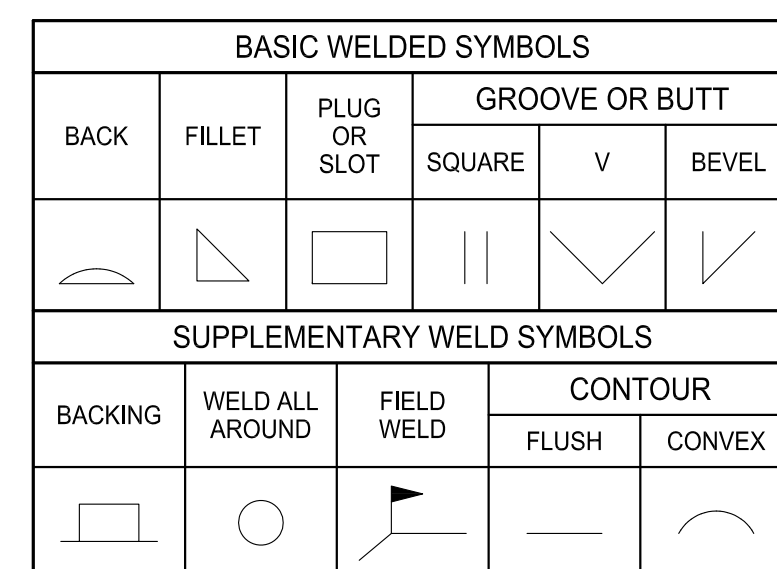 BASIC WELDED SYMBOLS
BACK
FILLET
PLUG
OR
SLOT
GROOVE OR BUTT
SQUARE
V
BEVEL
SUPPLEMENTARY WELD SYMBOLS
BACKING
WELD ALL
AROUND
FIELD
WELD
CONTOUR
FLUSH
CONVEX